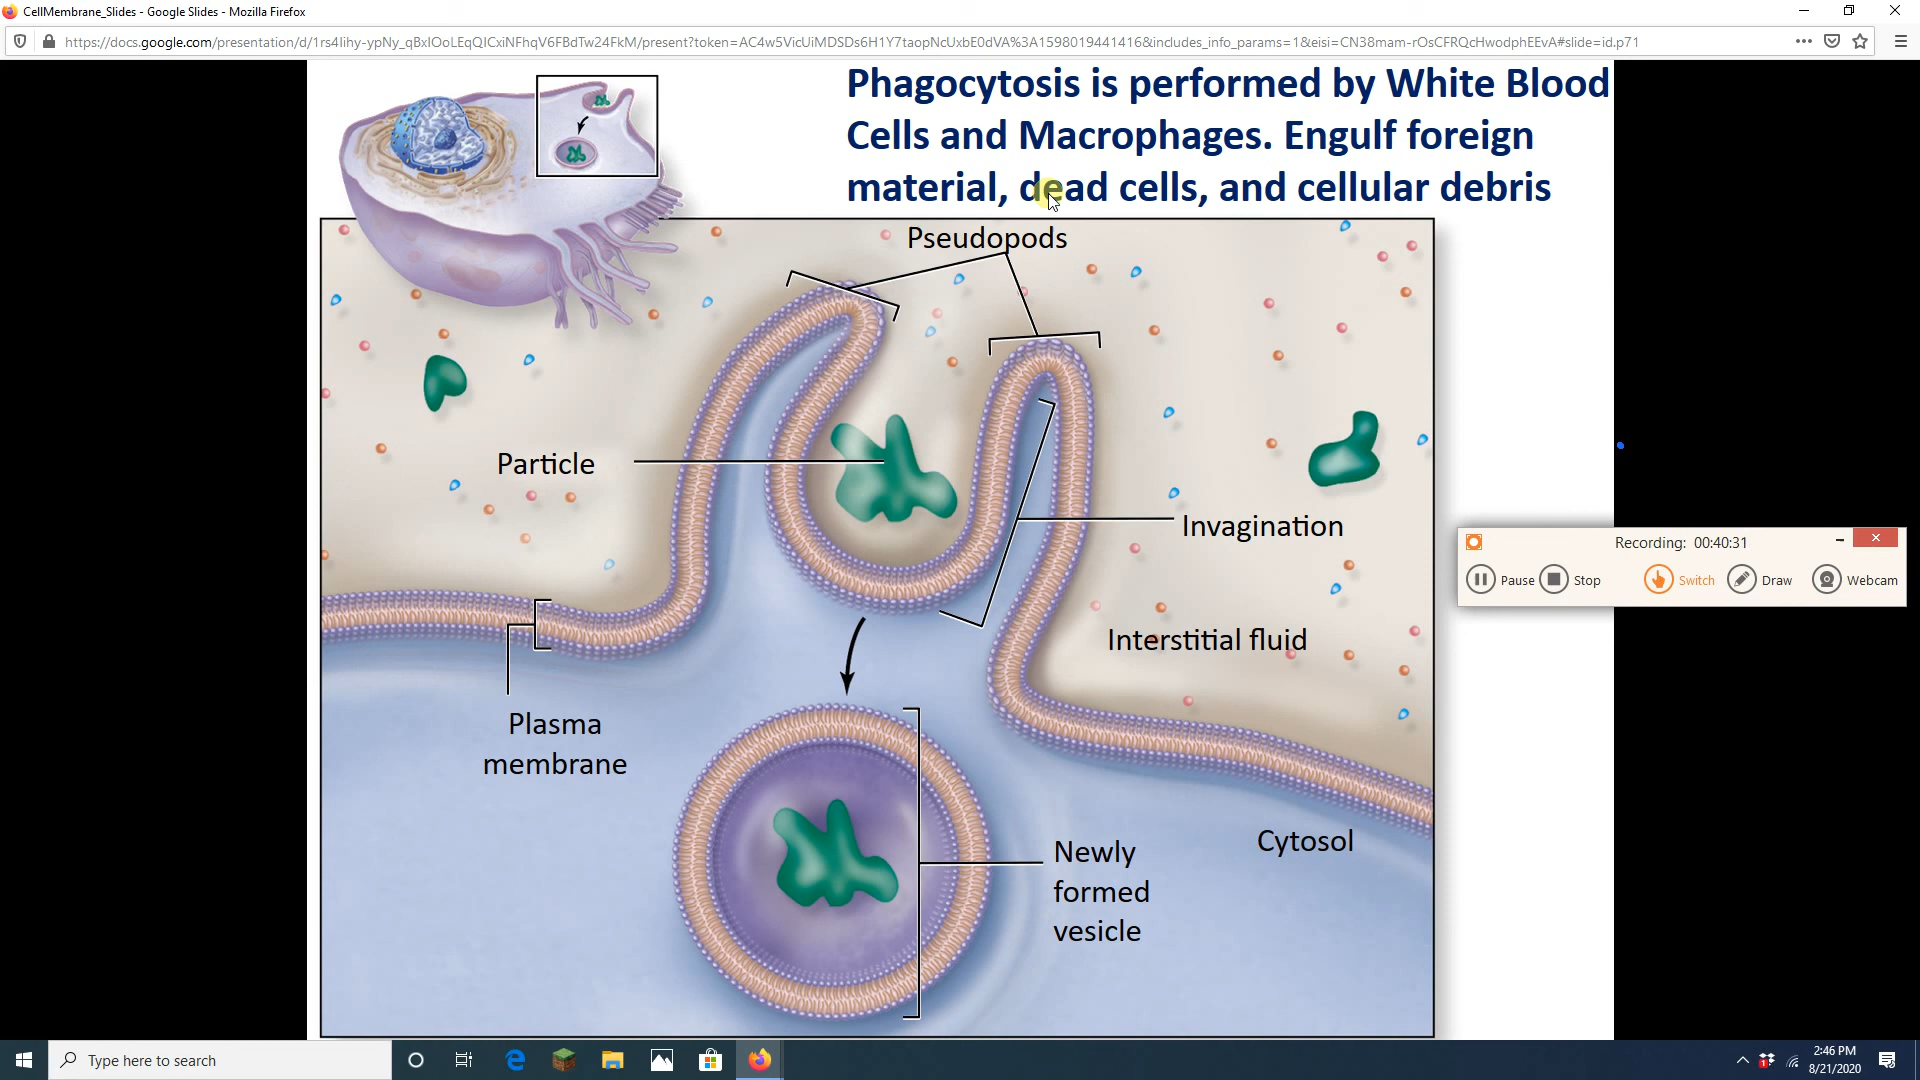 CellMembrane_Slides - Google Slides - Mozilla Firefox
https://docs.google.com/presentation/d/1rs4Iihy-ypNy_qBxIOoLEqQICxiNFhqV6FBdTw24FkM/present?token=AC4w5VicUiMDSDs6H1Y7taopNcUxbE0dVA%3A1598019441416&includes_info_params=1&eisi=CN38mam-rOsCFRQcHwodphEEvA#slide=id.p71
Phagocytosis is performed by White Blood
Cells and Macrophages. Engulf foreign
material, dead cells, and cellular debris
Pseudopods
Particle
Invagination
Interstitial fluid
Plasma
membrane
Newly
formed
vesicle
Cytosol
Recording: 00:40:31
Pause Stop Switch Draw Webcam
Type here to search
2:46 PM
8/21/2020